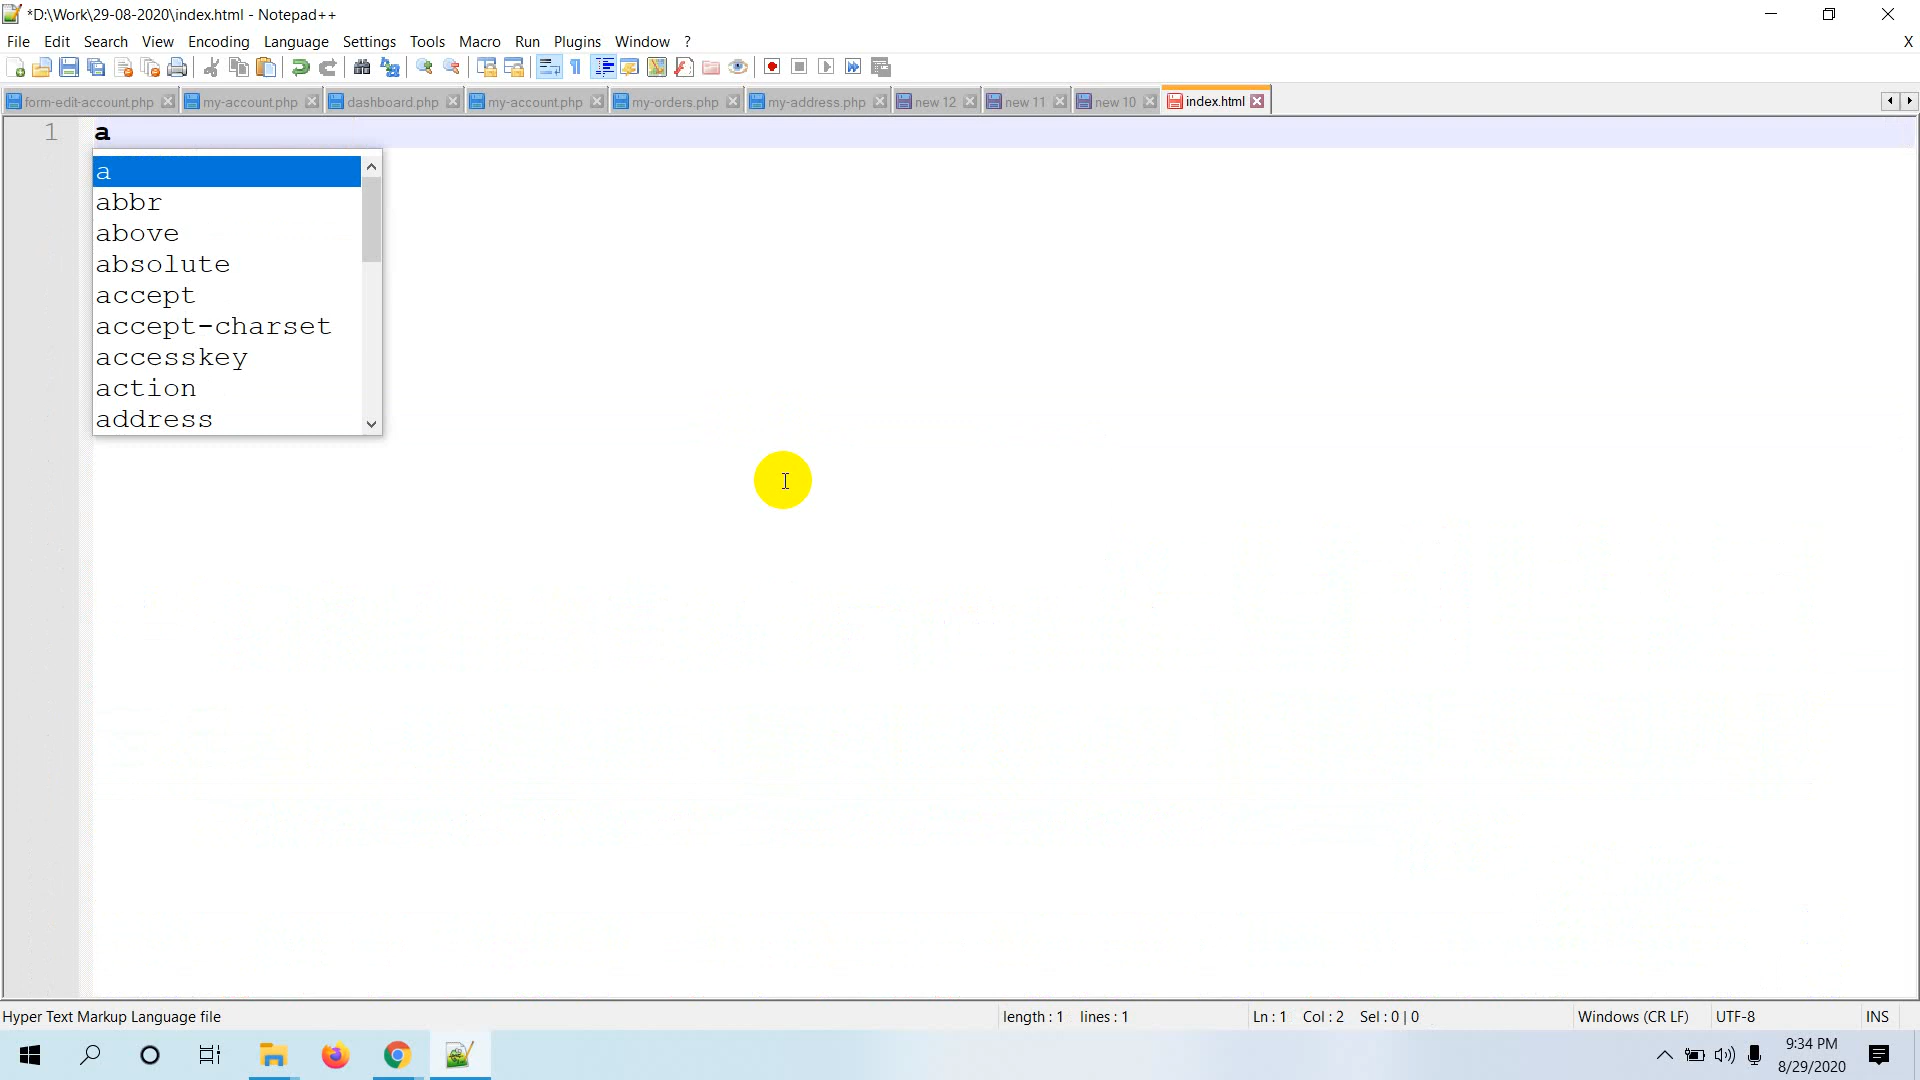 *D:\Work\29-08-2020\index.html - Notepad++
File Edit Search View Encoding Language Settings Tools Macro Run Plugins Window ? X
form-edit-account.php my-account.php dashboard.php my-account.php my-orders.php my-address.php new 12 new 11 new 10 index.html
1 a
a
abbr
above
absolute
accept
accept-charset
accesskey
action
address
Hyper Text Markup Language file length : 1 lines : 1 Ln : 1 Col : 2 Sel : 0 | 0 Windows (CR LF) UTF-8 INS
9:34 PM
8/29/2020